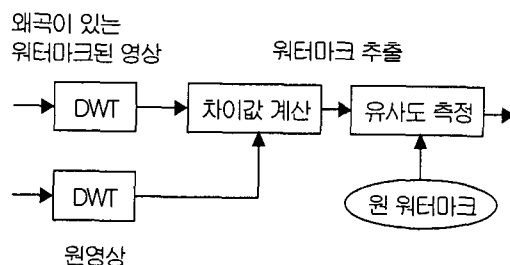 왜곡이 있는
워터마크된 영상
워터마크 추출
DWT
차이값 계산
유사도 측정
DWT
원 워터마크
원영상